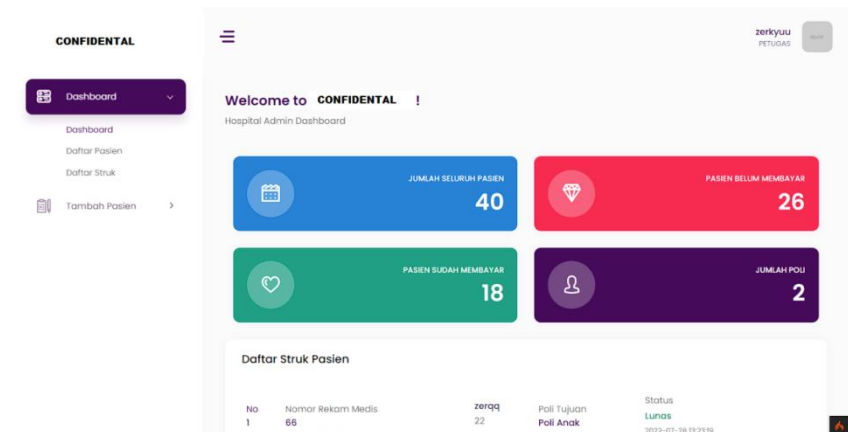 CONFIDENTAL
zerkyuu
PETUGAS
Dashboard
Dashboard
Daftar Pasien
Daftar Struk
Tambah Pasien
Welcome to CONFIDENTAL !
Hospital Admin Dashboard
JUMLAH SELURUH PASIEN
40
PASIEN BELUM MEMBAYAR
26
PASIEN SUDAH MEMBAYAR
18
JUMLAH POLI
2
Daftar Struk Pasien
No Nomor Rekam Medis zerqq Poli Tujuan Status
1 66 22 Poli Anak Lunas